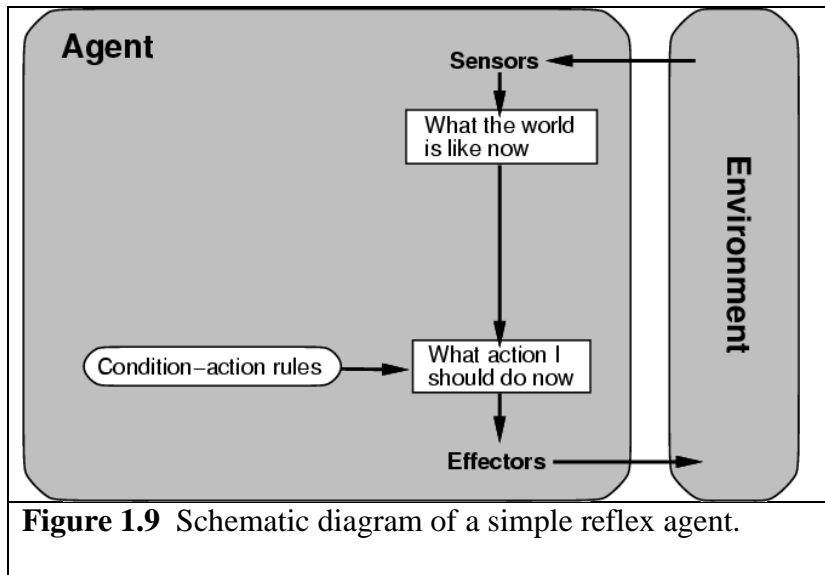 Agent
Sensors
What the world
is like now
Environment
Condition−action rules
What action I
should do now
Effectors
Figure 1.9 Schematic diagram of a simple reflex agent.